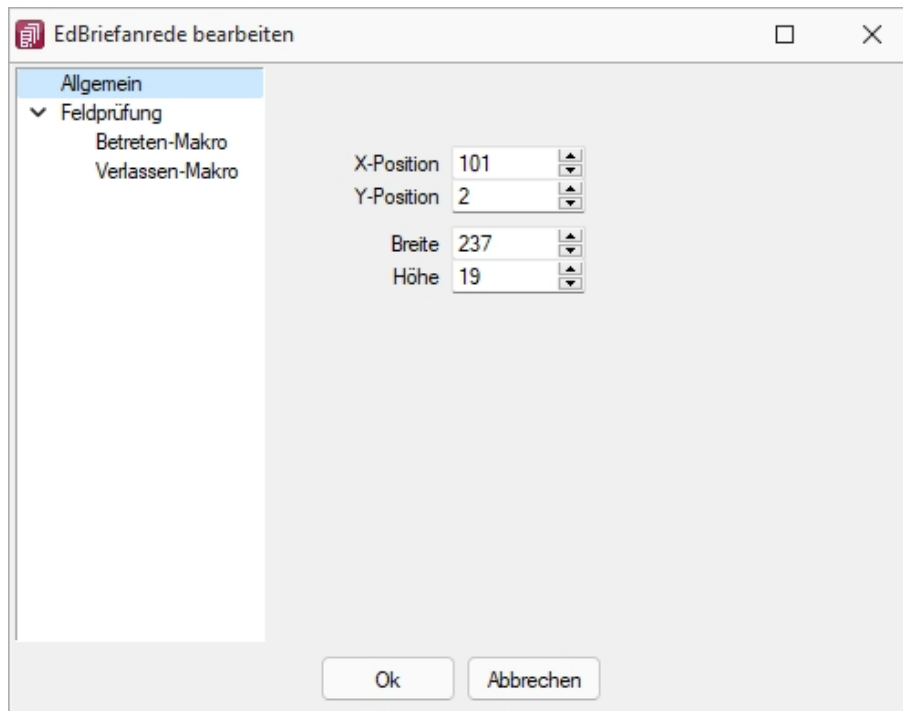 EdBriefanrede bearbeiten
Allgemein
Feldprüfung
Betreten-Makro
Verlassen-Makro
X-Position 101
Y-Position 2
Breite 237
Höhe 19
Ok Abbrechen